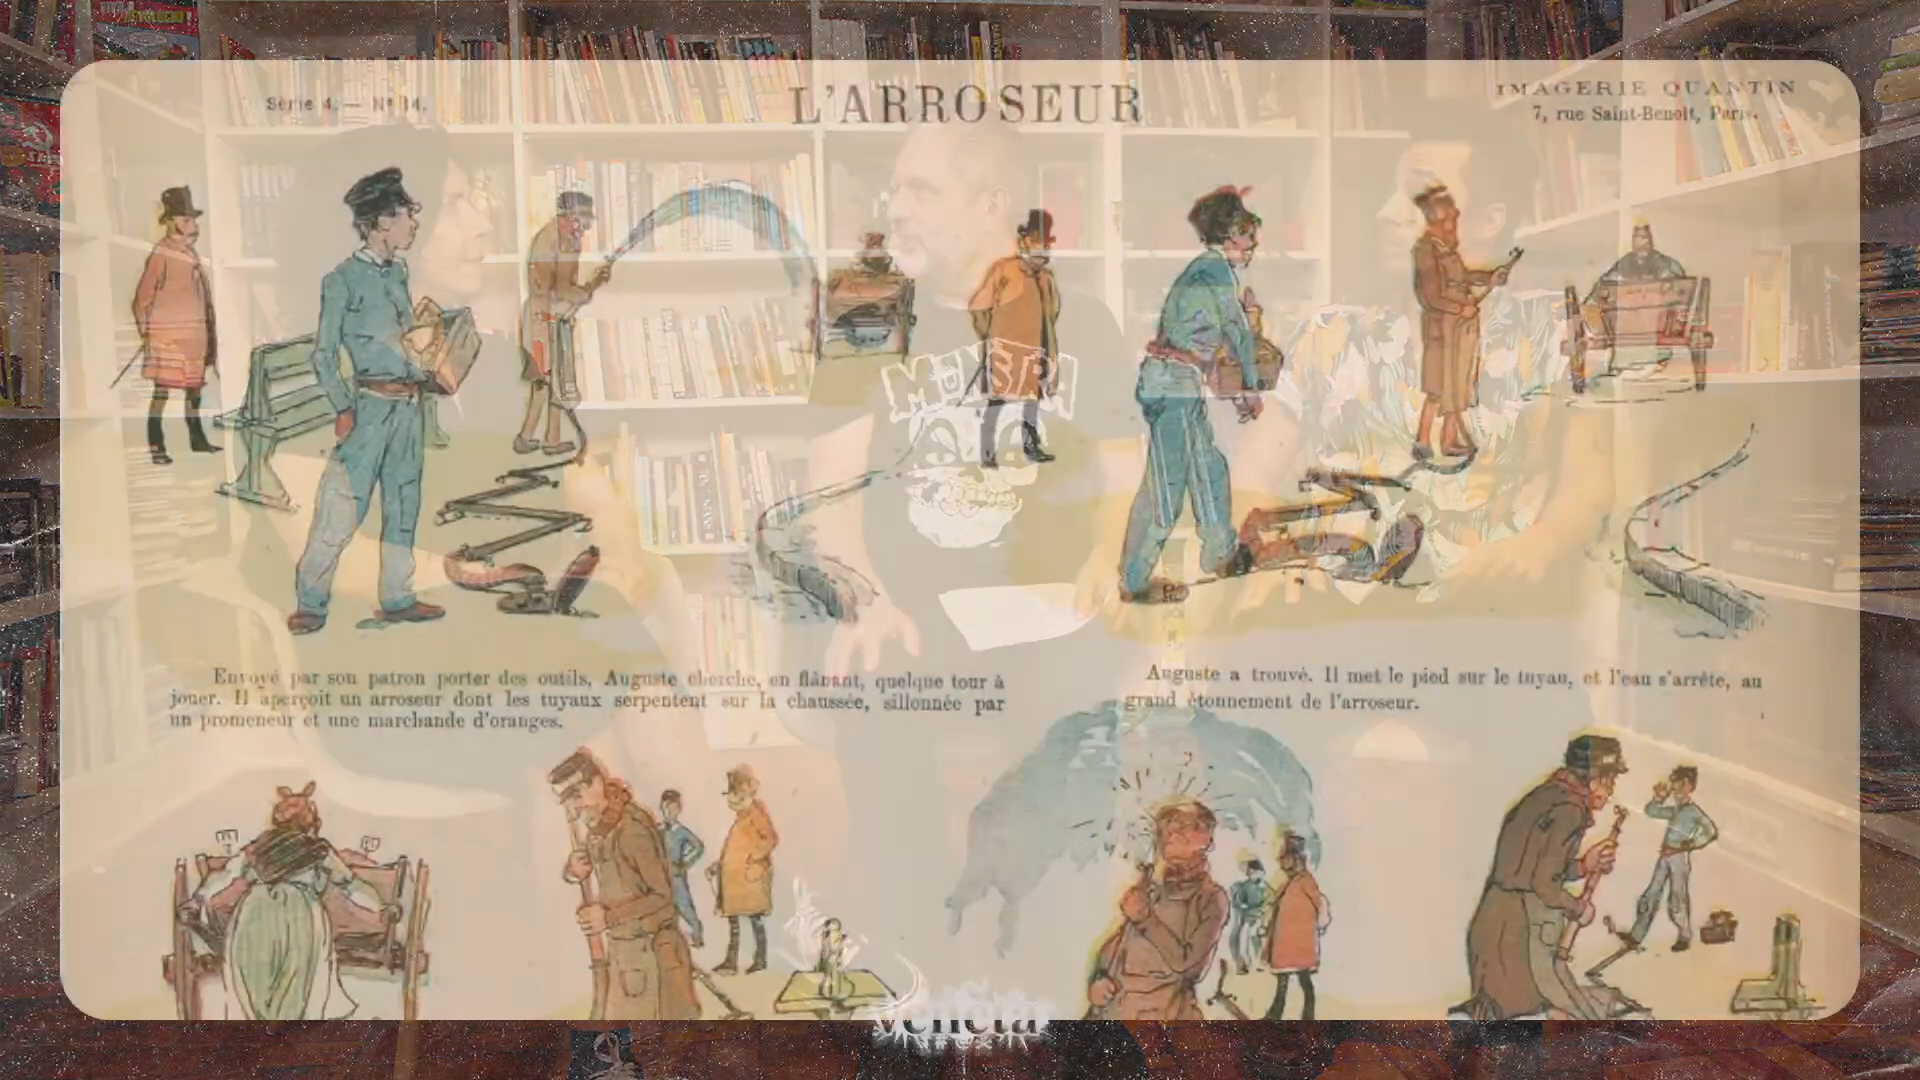 Série 4. — Nº 14.
L'ARROSEUR
IMAGERIE QUANTIN
7, rue Saint-Benoît, Paris.
Envoyé par son patron porter des outils, Auguste cherche, en flânant, quelque tour à
jouer. Il aperçoit un arroseur dont les tuyaux serpentent sur la chaussée, sillonnée par
un promeneur et une marchande d'oranges.
Auguste a trouvé. Il met le pied sur le tuyau, et l'eau s'arrête, au
grand étonnement de l'arroseur.
MONSTRA
veneta